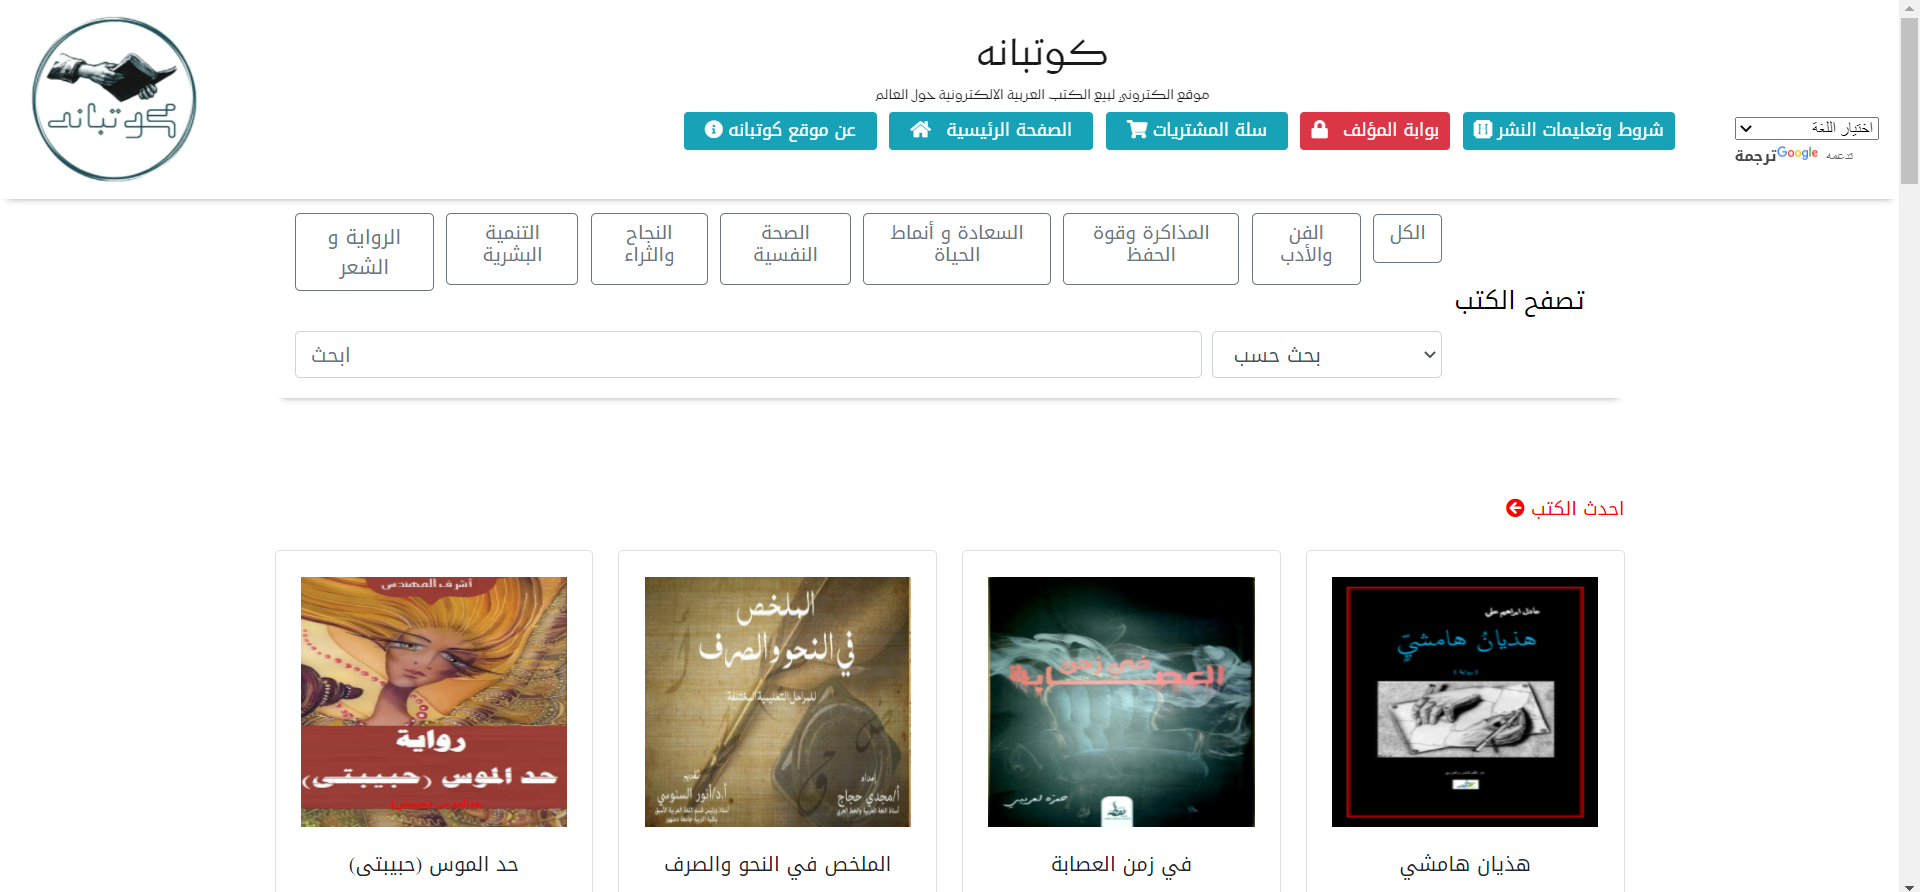 كوتبانه
كوتبانه
موقع الكتروني لبيع الكتب العربية الالكترونية حول العالم
شروط وتعليمات النشر
بوابة المؤلف
سلة المشتريات
الصفحة الرئيسية
عن موقع كوتبانه
اختيار اللغة
تدعمه Google ترجمة
الكل
الفن
والأدب
المذاكرة وقوة
الحفظ
السعادة و أنماط
الحياة
الصحة
النفسية
النجاح
والثراء
التنمية
البشرية
الرواية و
الشعر
تصفح الكتب
بحث حسب
ابحث
احدث الكتب
عادل ابراهيم علي
هذيانُ هامشيّ
(رواية)
هذيان هامشي
في زمن
العصابة
حمزه لعريبي
في زمن العصابة
الملخص
في النحو والصرف
للمراحل التعليمية المختلفة
إعداد
أ/مجدي حجاج
تقديم
أ.د/أنور السنوسي
الملخص في النحو والصرف
أشرف المهندس
رواية
حد الموس (حبيبتى)
حد الموس (حبيبتى)